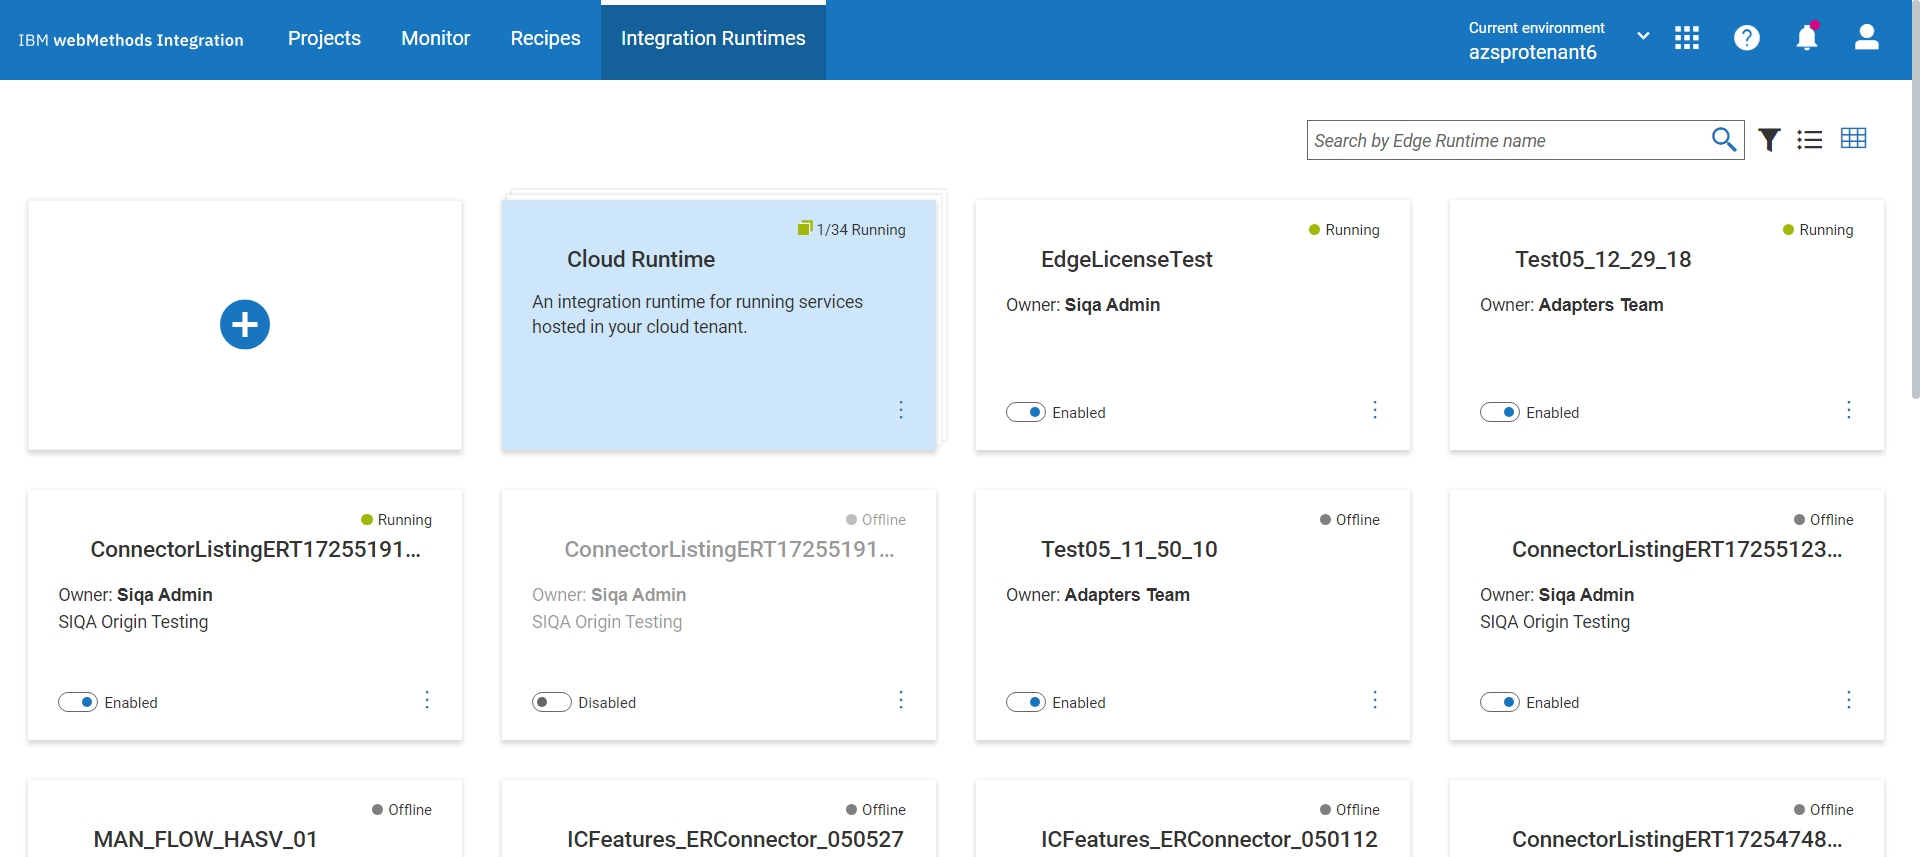 IBM webMethods Integration
Projects
Monitor
Recipes
Integration Runtimes
Current environment
azsprotenant6
Search by Edge Runtime name
1/34 Running
Cloud Runtime
An integration runtime for running services
hosted in your cloud tenant.
Running
EdgeLicenseTest
Owner: Siqa Admin
Enabled
Running
Test05_12_29_18
Owner: Adapters Team
Enabled
Running
ConnectorListingERT17255191...
Owner: Siqa Admin
SIQA Origin Testing
Enabled
Offline
ConnectorListingERT17255191...
Owner: Siqa Admin
SIQA Origin Testing
Disabled
Offline
Test05_11_50_10
Owner: Adapters Team
Enabled
Offline
ConnectorListingERT17255123...
Owner: Siqa Admin
SIQA Origin Testing
Enabled
Offline
MAN_FLOW_HASV_01
Offline
ICFeatures_ERConnector_050527
Offline
ICFeatures_ERConnector_050112
Offline
ConnectorListingERT17254748...